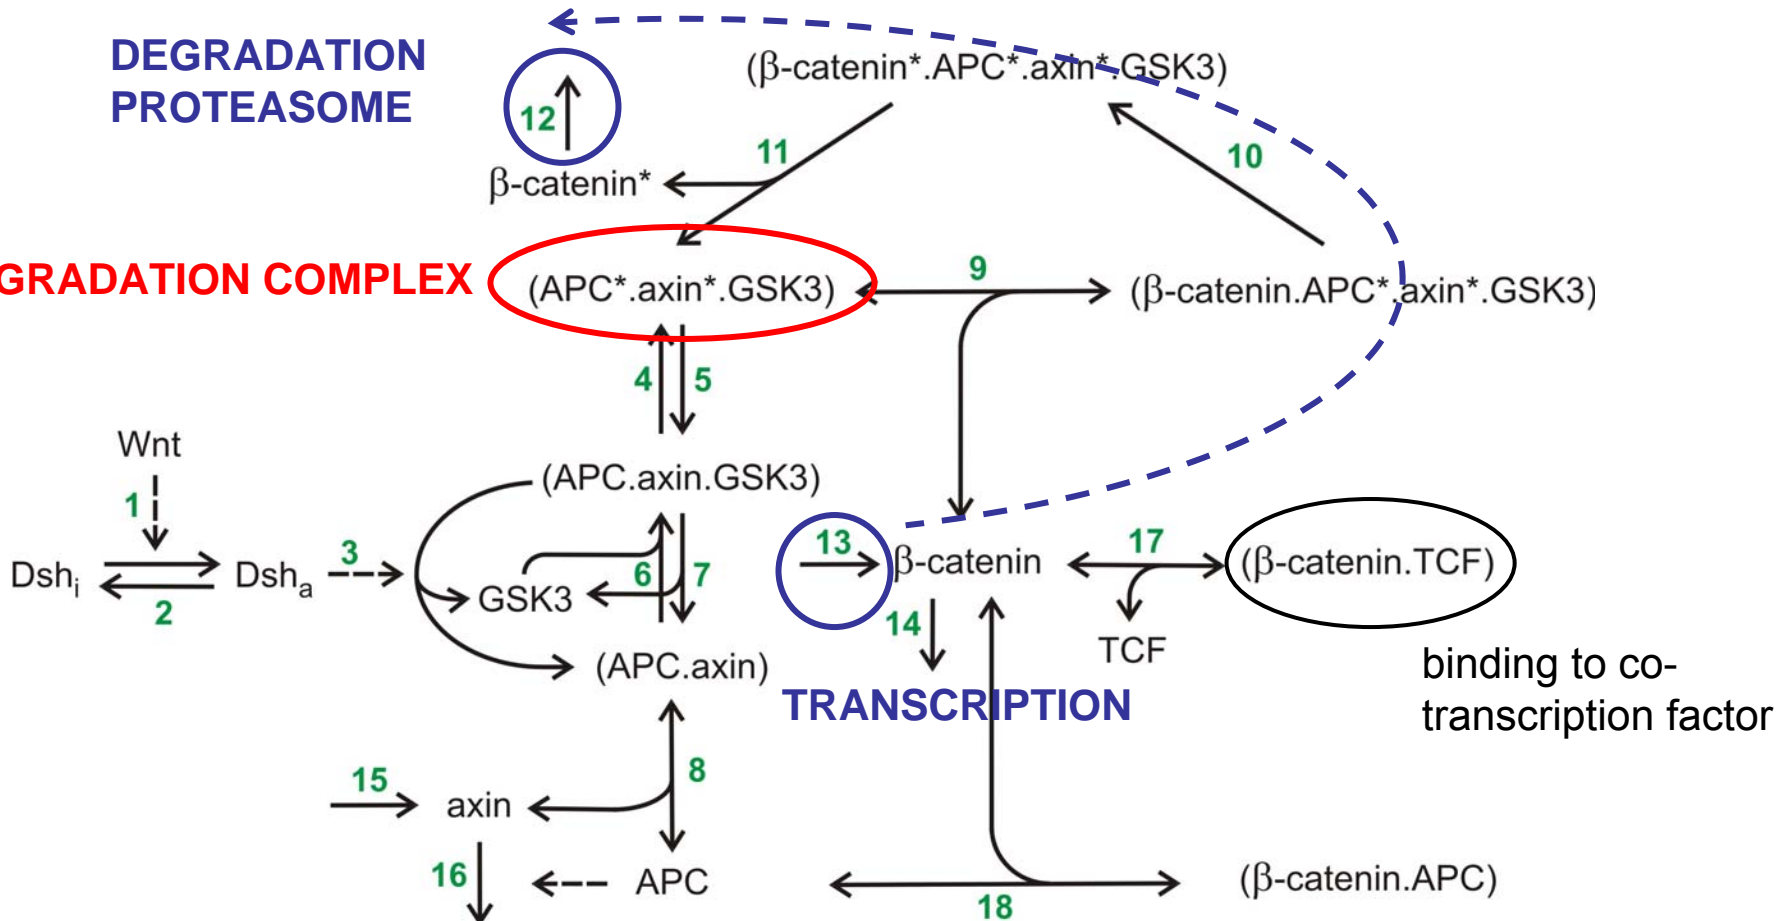 DEGRADATION
PROTEASOME
(β-catenin*.APC*.axin*.GSK3)
12
11
10
β-catenin*
GRADATION COMPLEX
(APC*.axin*.GSK3)
9
(β-catenin.APC*.axin*.GSK3)
4
5
Wnt
1
(APC.axin.GSK3)
Dshi
2
Dsha
3
GSK3
6
7
13
β-catenin
17
(β-catenin.TCF)
14
TCF
(APC.axin)
TRANSCRIPTION
binding to co-
transcription factor
15
axin
8
16
APC
18
(β-catenin.APC)